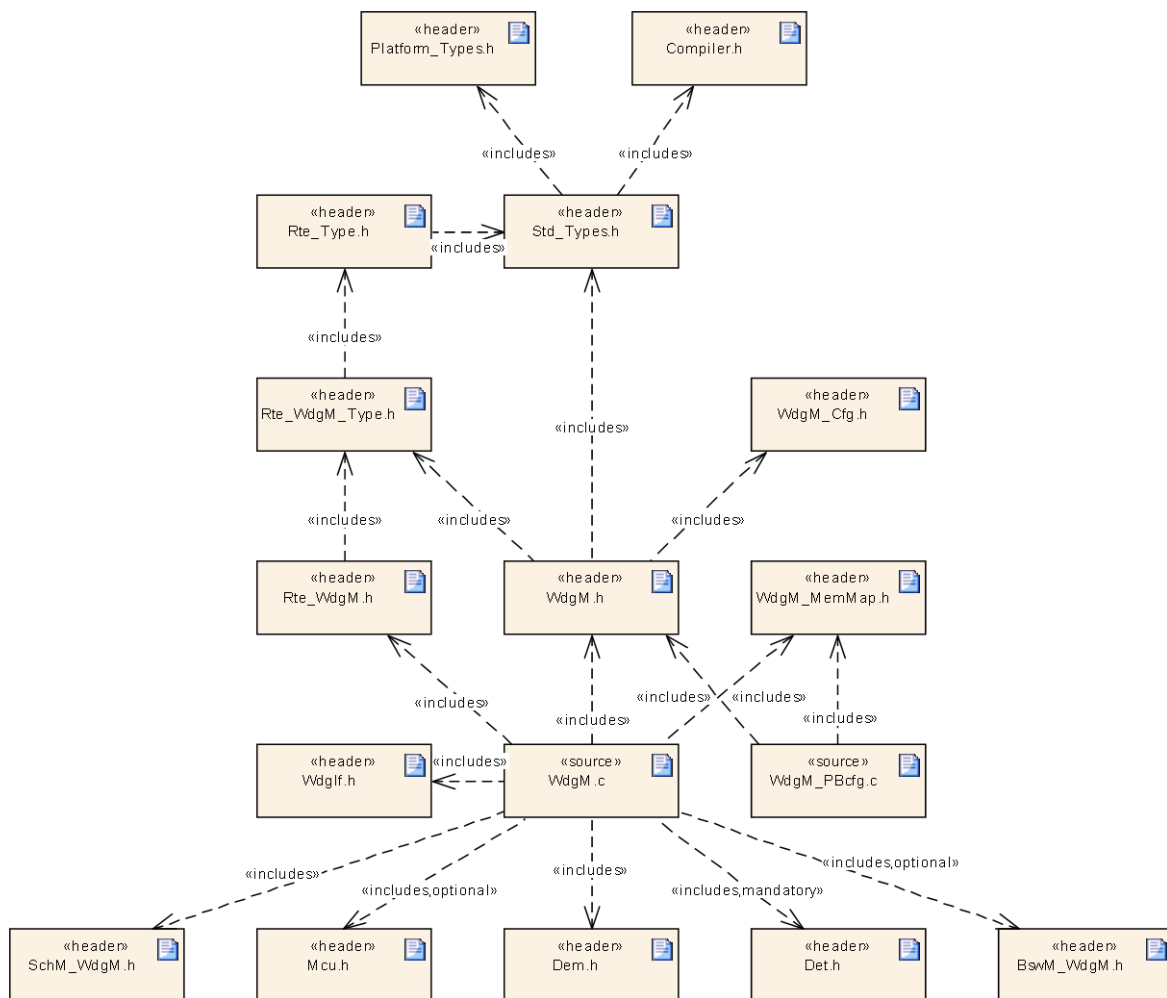 «header»
Platform_Types.h
«header»
Compiler.h
«includes»
«includes»
«header»
Rte_Type.h
«header»
Std_Types.h
«includes»
«includes»
«header»
Rte_WdgM_Type.h
«header»
WdgM_Cfg.h
«includes»
«includes»
«includes»
«includes»
«header»
Rte_WdgM.h
«header»
WdgM.h
«header»
WdgM_MemMap.h
«includes»
«includes»
«includes»
«includes»
«includes»
«header»
WdgIf.h
«includes»
«source»
WdgM.c
«source»
WdgM_PBcfg.c
«includes»
«includes,optional»
«includes»
«includes,mandatory»
«includes,optional»
«header»
SchM_WdgM.h
«header»
Mcu.h
«header»
Dem.h
«header»
Det.h
«header»
BswM_WdgM.h